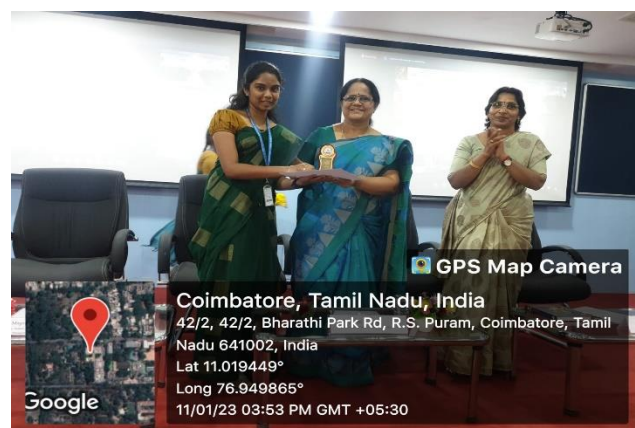 GPS Map Camera
Coimbatore, Tamil Nadu, India
42/2, 42/2, Bharathi Park Rd, R.S. Puram, Coimbatore, Tamil
Nadu 641002, India
Lat 11.019449°
Long 76.949865°
11/01/23 03:53 PM GMT +05:30
Google